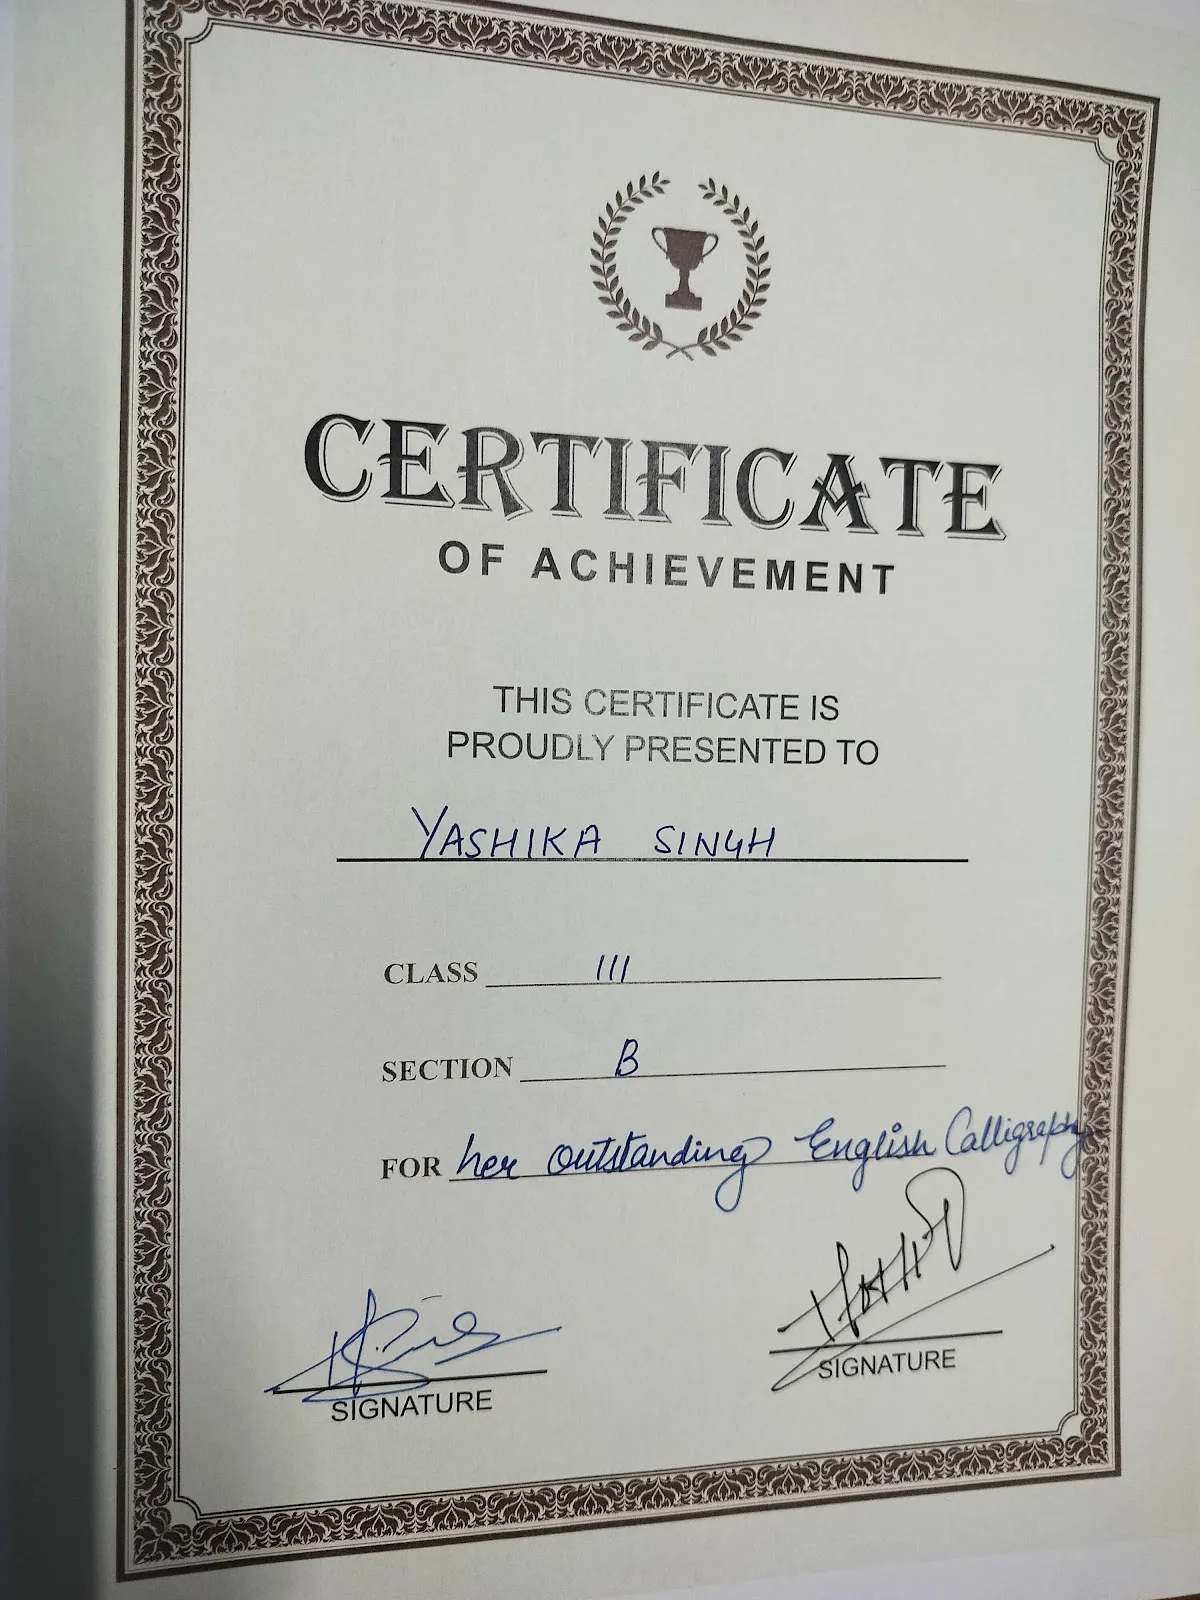 CERTIFICATE
OF ACHIEVEMENT
THIS CERTIFICATE IS
PROUDLY PRESENTED TO
YASHIKA SINGH
CLASS III
SECTION B
FOR her outstanding English Calligraphy
SIGNATURE
SIGNATURE